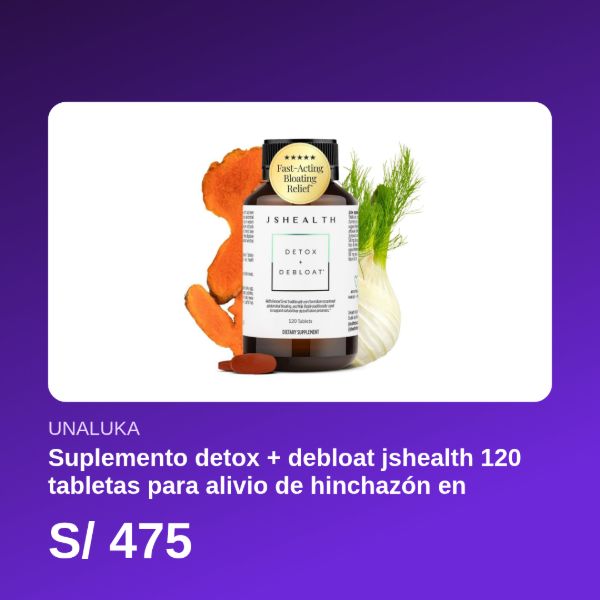 ★★★★★
Fast-Acting
Bloating
Relief
JSHEALTH
DETOX
+
DEBLOAT
120 Tablets
DIETARY SUPPLEMENT
UNALUKA
Suplemento detox + debloat jshealth 120
tabletas para alivio de hinchazón en
S/ 475